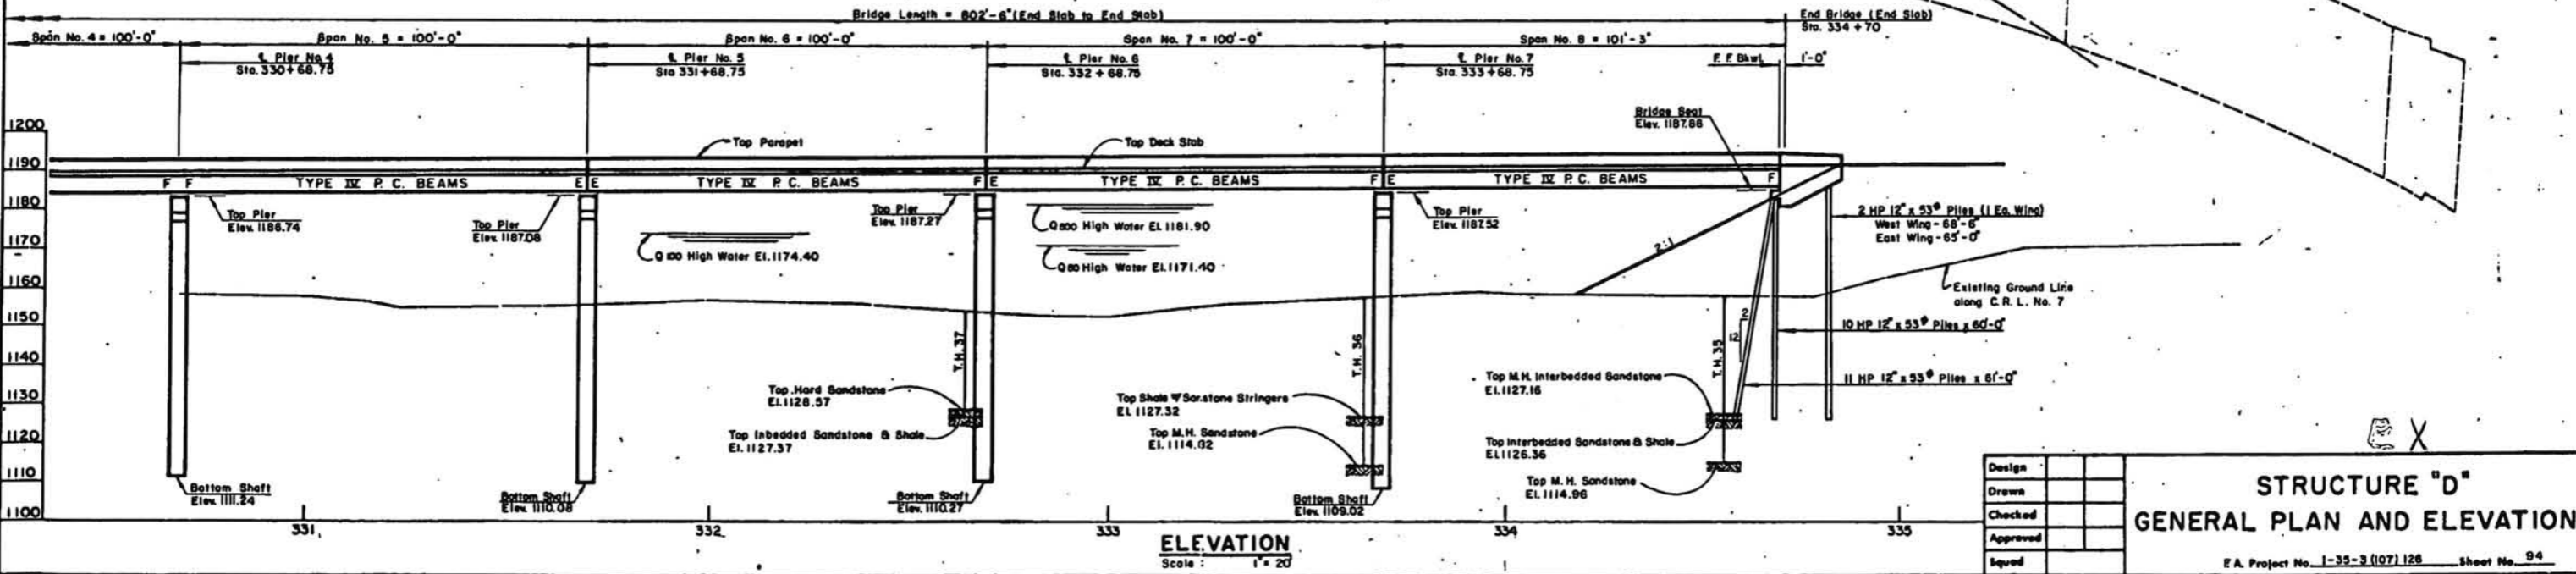 Bridge Length = 802'-6" (End Slab to End Slab)
End Bridge (End Slab)
Sta. 334 + 70
Span No. 4 = 100'-0"
Span No. 5 = 100'-0"
Span No. 6 = 100'-0"
Span No. 7 = 100'-0"
Span No. 8 = 101'-3"
℄ Pier No. 4
Sta. 330+68.75
℄ Pier No. 5
Sta 331+68.75
℄ Pier No. 6
Sta. 332 + 68.75
℄ Pier No. 7
Sta. 333+68.75
F. F. Bkwl.
1'-0"
Bridge Seat
Elev. 1187.86
Top Parapet
Top Deck Slab
1200
1190
1180
1170
1160
1150
1140
1130
1120
1110
1100
F F TYPE IV P. C. BEAMS E E TYPE IV P. C. BEAMS F E TYPE IV P. C. BEAMS F E TYPE IV P. C. BEAMS F
Top Pier
Elev. 1186.74
Top Pier
Elev. 1187.08
Top Pier
Elev. 1187.27
Top Pier
Elev. 1187.52
High Water El. 1181.90
Q 100 High Water El. 1174.40
High Water El. 1171.40
2:1
2 HP 12" x 53# Piles (1 Ea. Wing)
West Wing - 68'-6"
East Wing - 65'-0"
Existing Ground Line
along C. R. L. No. 7
10 HP 12" x 53# Piles x 60'-0"
11 HP 12" x 53# Piles x 61'-0"
2
12
T. H. 37
T. H. 36
T. H. 35
Top Hard Sandstone
El. 1128.57
Top Inbedded Sandstone & Shale
El. 1127.37
Top Shale Stringers
El. 1127.32
Top M.H. Sandstone
Top M.H. Interbedded Sandstone
El. 1127.16
Top Interbedded Sandstone & Shale
El. 1126.36
Top M. H. Sandstone
El. 1114.96
Bottom Shaft
Elev. 1111.24
Bottom Shaft
Elev. 1110.08
Bottom Shaft
Elev. 1110.27
Bottom Shaft
Elev. 1109.02
331
332
333
334
335
ELEVATION
Scale : 1" = 20'
Design
Drawn
Checked
Approved
Squad
STRUCTURE "D"
GENERAL PLAN AND ELEVATION
F. A. Project No. I-35-3 (107) 126 Sheet No. 94
X